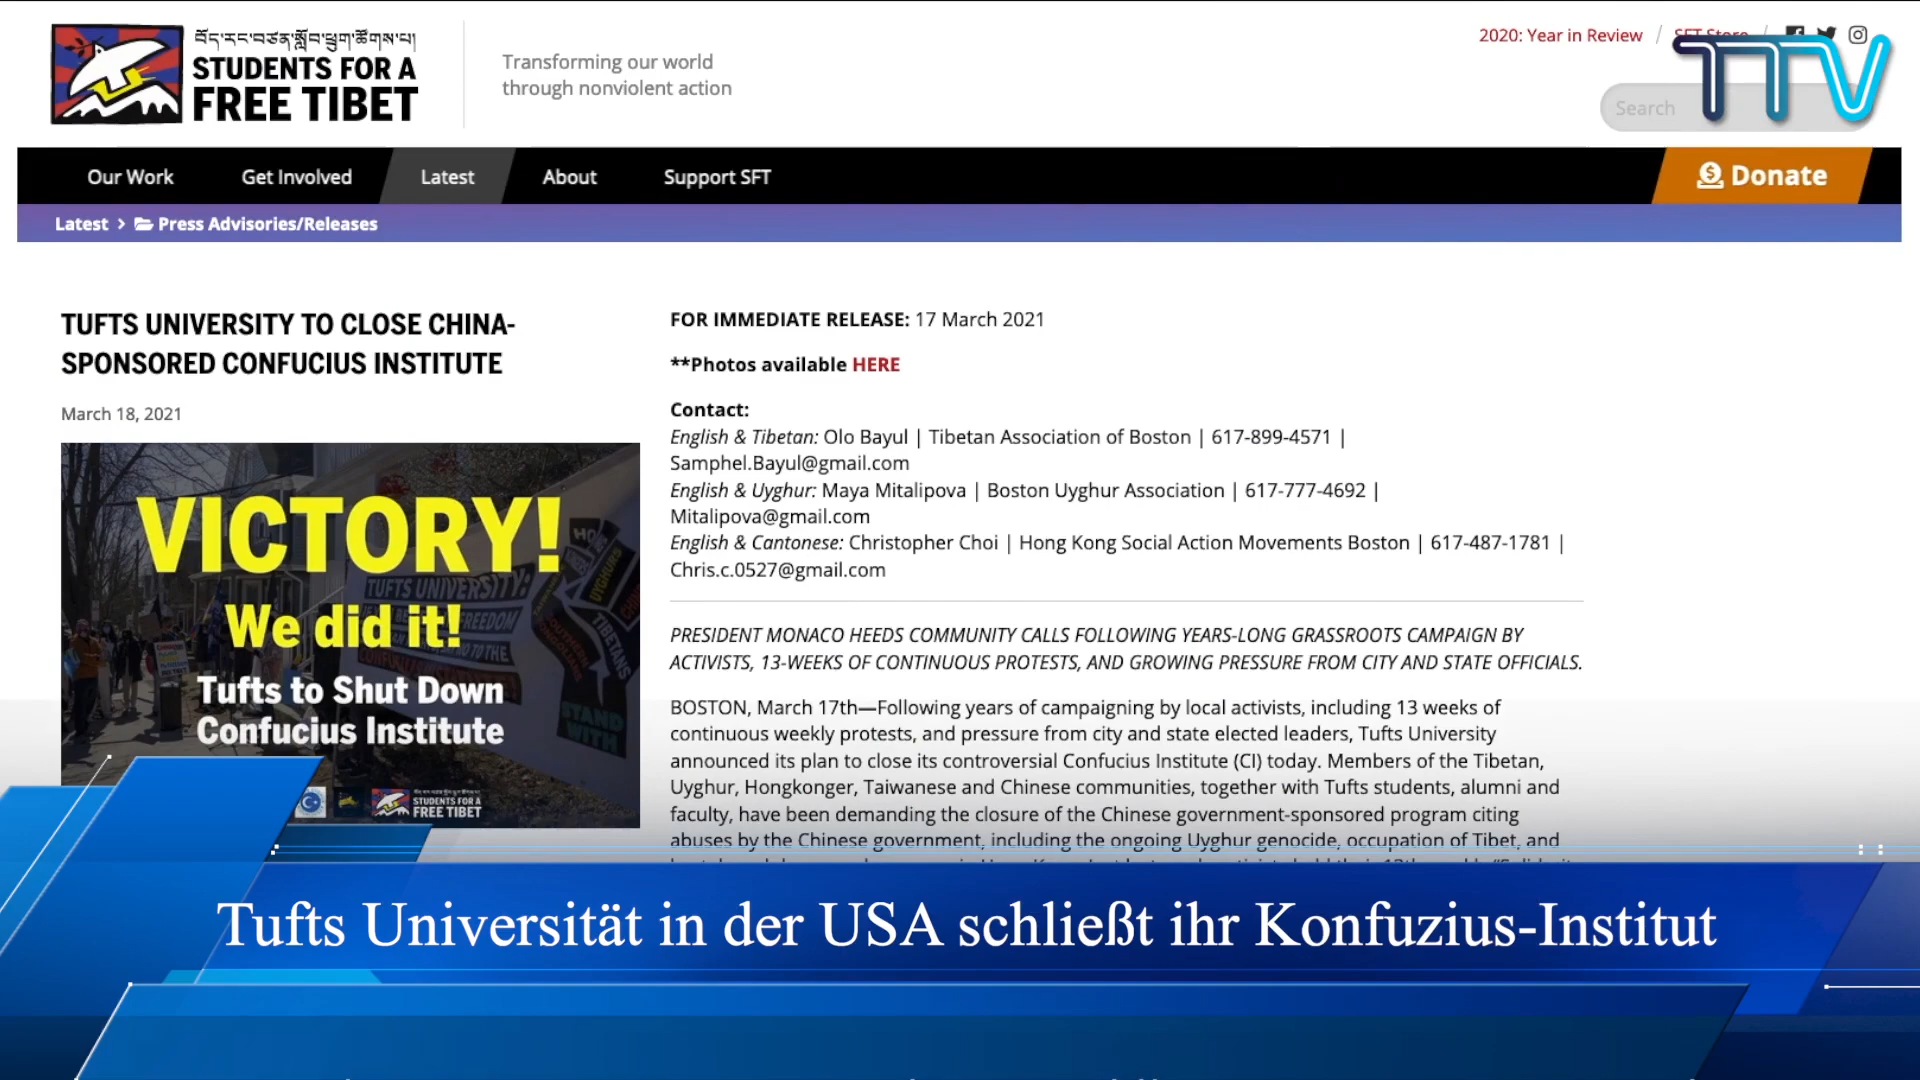 བོད་རང་བཙན་སློབ་ཕྲུག་ཚོགས་པ།
STUDENTS FOR A
FREE TIBET
Transforming our world
through nonviolent action
2020: Year in Review / SFT Store /
Search
TTV
Our Work Get Involved Latest About Support SFT
Donate
Latest > Press Advisories/Releases
TUFTS UNIVERSITY TO CLOSE CHINA-
SPONSORED CONFUCIUS INSTITUTE
March 18, 2021
VICTORY!
We did it!
Tufts to Shut Down
Confucius Institute
TUFTS UNIVERSITY:
UYGHURS
TIBETANS
STAND
WITH
STUDENTS FOR A
FREE TIBET
FOR IMMEDIATE RELEASE: 17 March 2021
**Photos available HERE
Contact:
English & Tibetan: Olo Bayul | Tibetan Association of Boston | 617-899-4571 |
Samphel.Bayul@gmail.com
English & Uyghur: Maya Mitalipova | Boston Uyghur Association | 617-777-4692 |
Mitalipova@gmail.com
English & Cantonese: Christopher Choi | Hong Kong Social Action Movements Boston | 617-487-1781 |
Chris.c.0527@gmail.com
PRESIDENT MONACO HEEDS COMMUNITY CALLS FOLLOWING YEARS-LONG GRASSROOTS CAMPAIGN BY
ACTIVISTS, 13-WEEKS OF CONTINUOUS PROTESTS, AND GROWING PRESSURE FROM CITY AND STATE OFFICIALS.
BOSTON, March 17th—Following years of campaigning by local activists, including 13 weeks of
continuous weekly protests, and pressure from city and state elected leaders, Tufts University
announced its plan to close its controversial Confucius Institute (CI) today. Members of the Tibetan,
Uyghur, Hongkonger, Taiwanese and Chinese communities, together with Tufts students, alumni and
faculty, have been demanding the closure of the Chinese government-sponsored program citing
abuses by the Chinese government, including the ongoing Uyghur genocide, occupation of Tibet, and
Tufts Universität in der USA schließt ihr Konfuzius-Institut